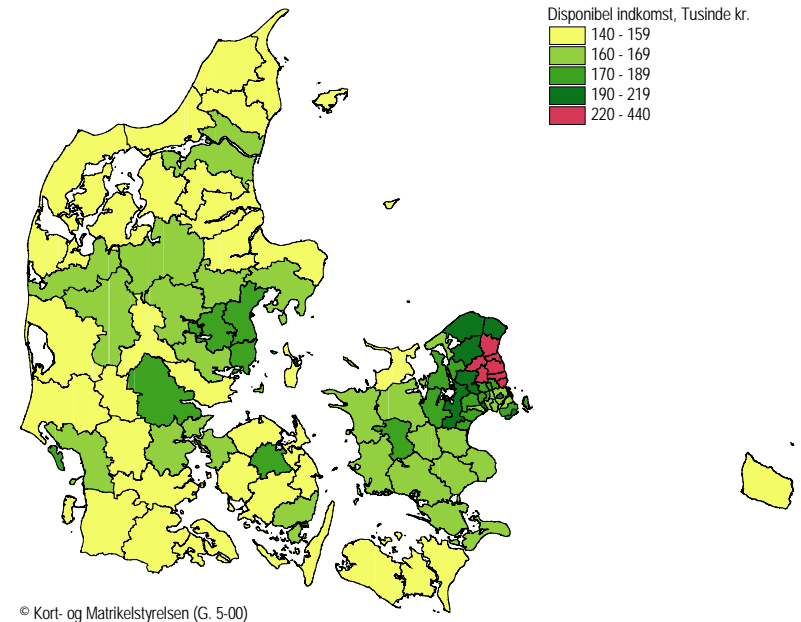 Disponibel indkomst, Tusinde kr.
140 - 159
160 - 169
170 - 189
190 - 219
220 - 440
© Kort- og Matrikelstyrelsen (G. 5-00)